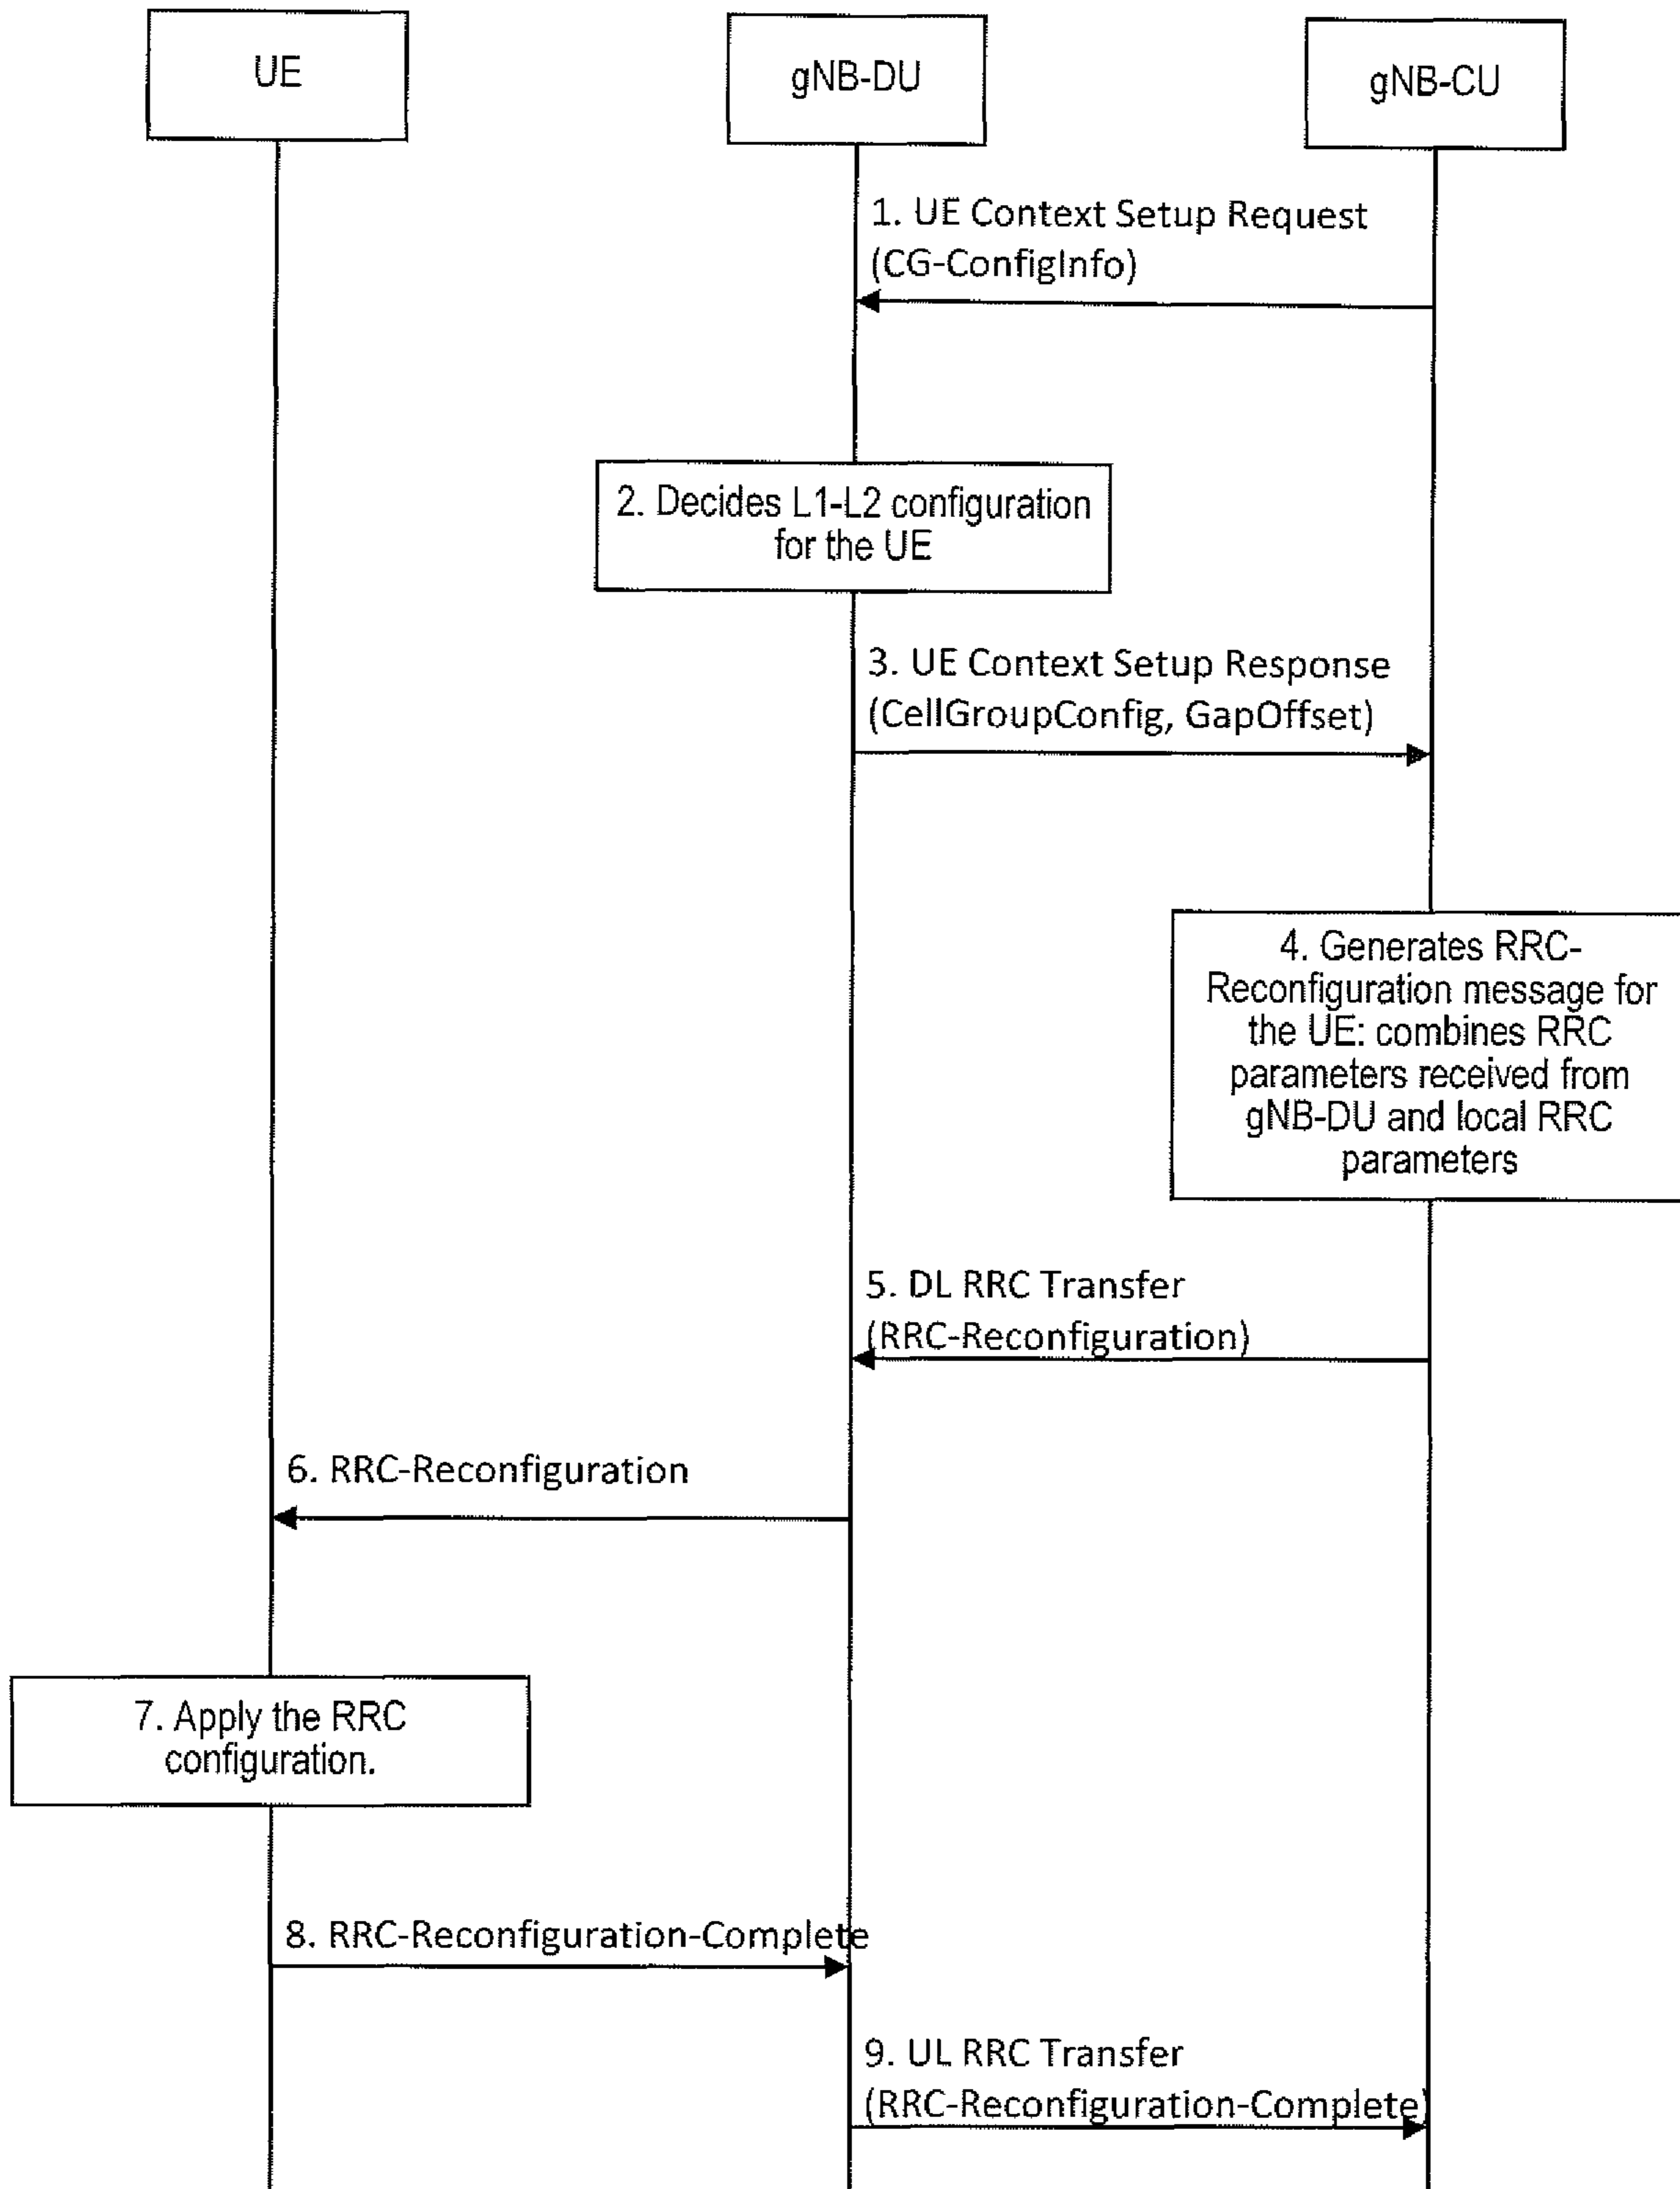 UE
gNB-DU
gNB-CU
1. UE Context Setup Request
(CG-ConfigInfo)
2. Decides L1-L2 configuration
for the UE
3. UE Context Setup Response
(CellGroupConfig, GapOffset)
4. Generates RRC-
Reconfiguration message for
the UE: combines RRC
parameters received from
gNB-DU and local RRC
parameters
5. DL RRC Transfer
(RRC-Reconfiguration)
6. RRC-Reconfiguration
7. Apply the RRC
configuration.
8. RRC-Reconfiguration-Complete
9. UL RRC Transfer
(RRC-Reconfiguration-Complete)